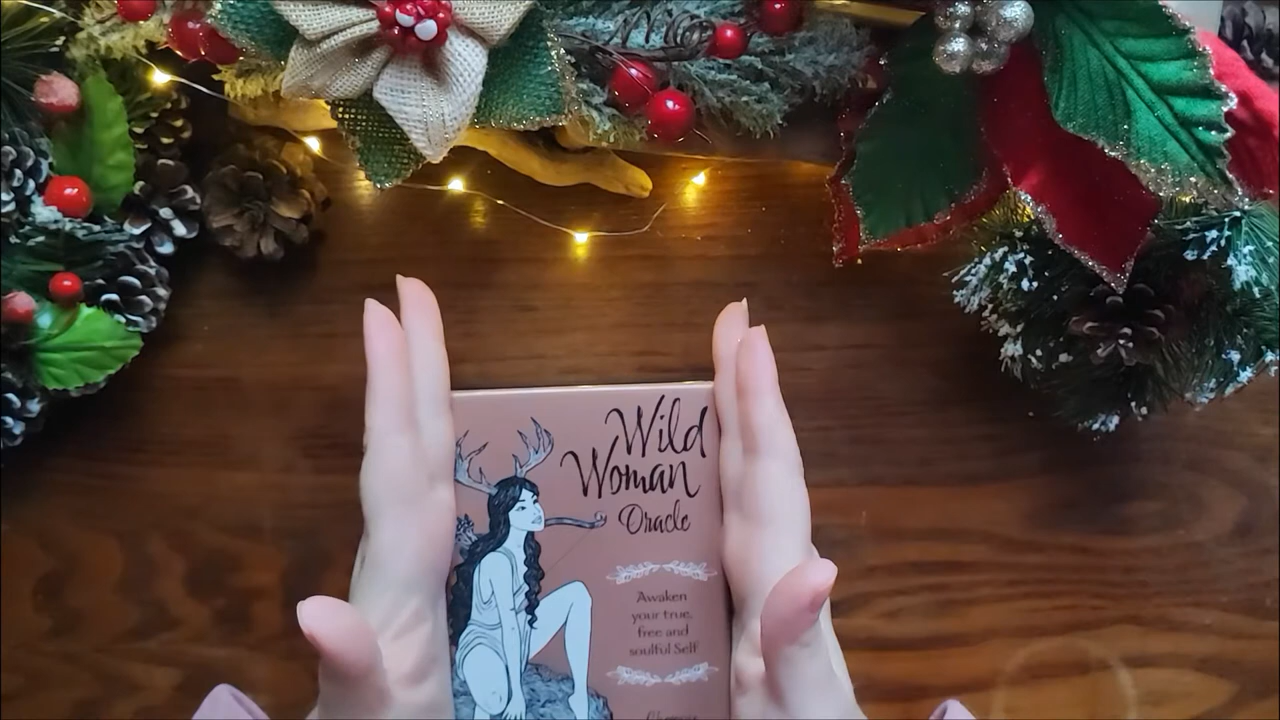 Wild
Woman
Oracle
Awaken
your true,
free and
soulful Self